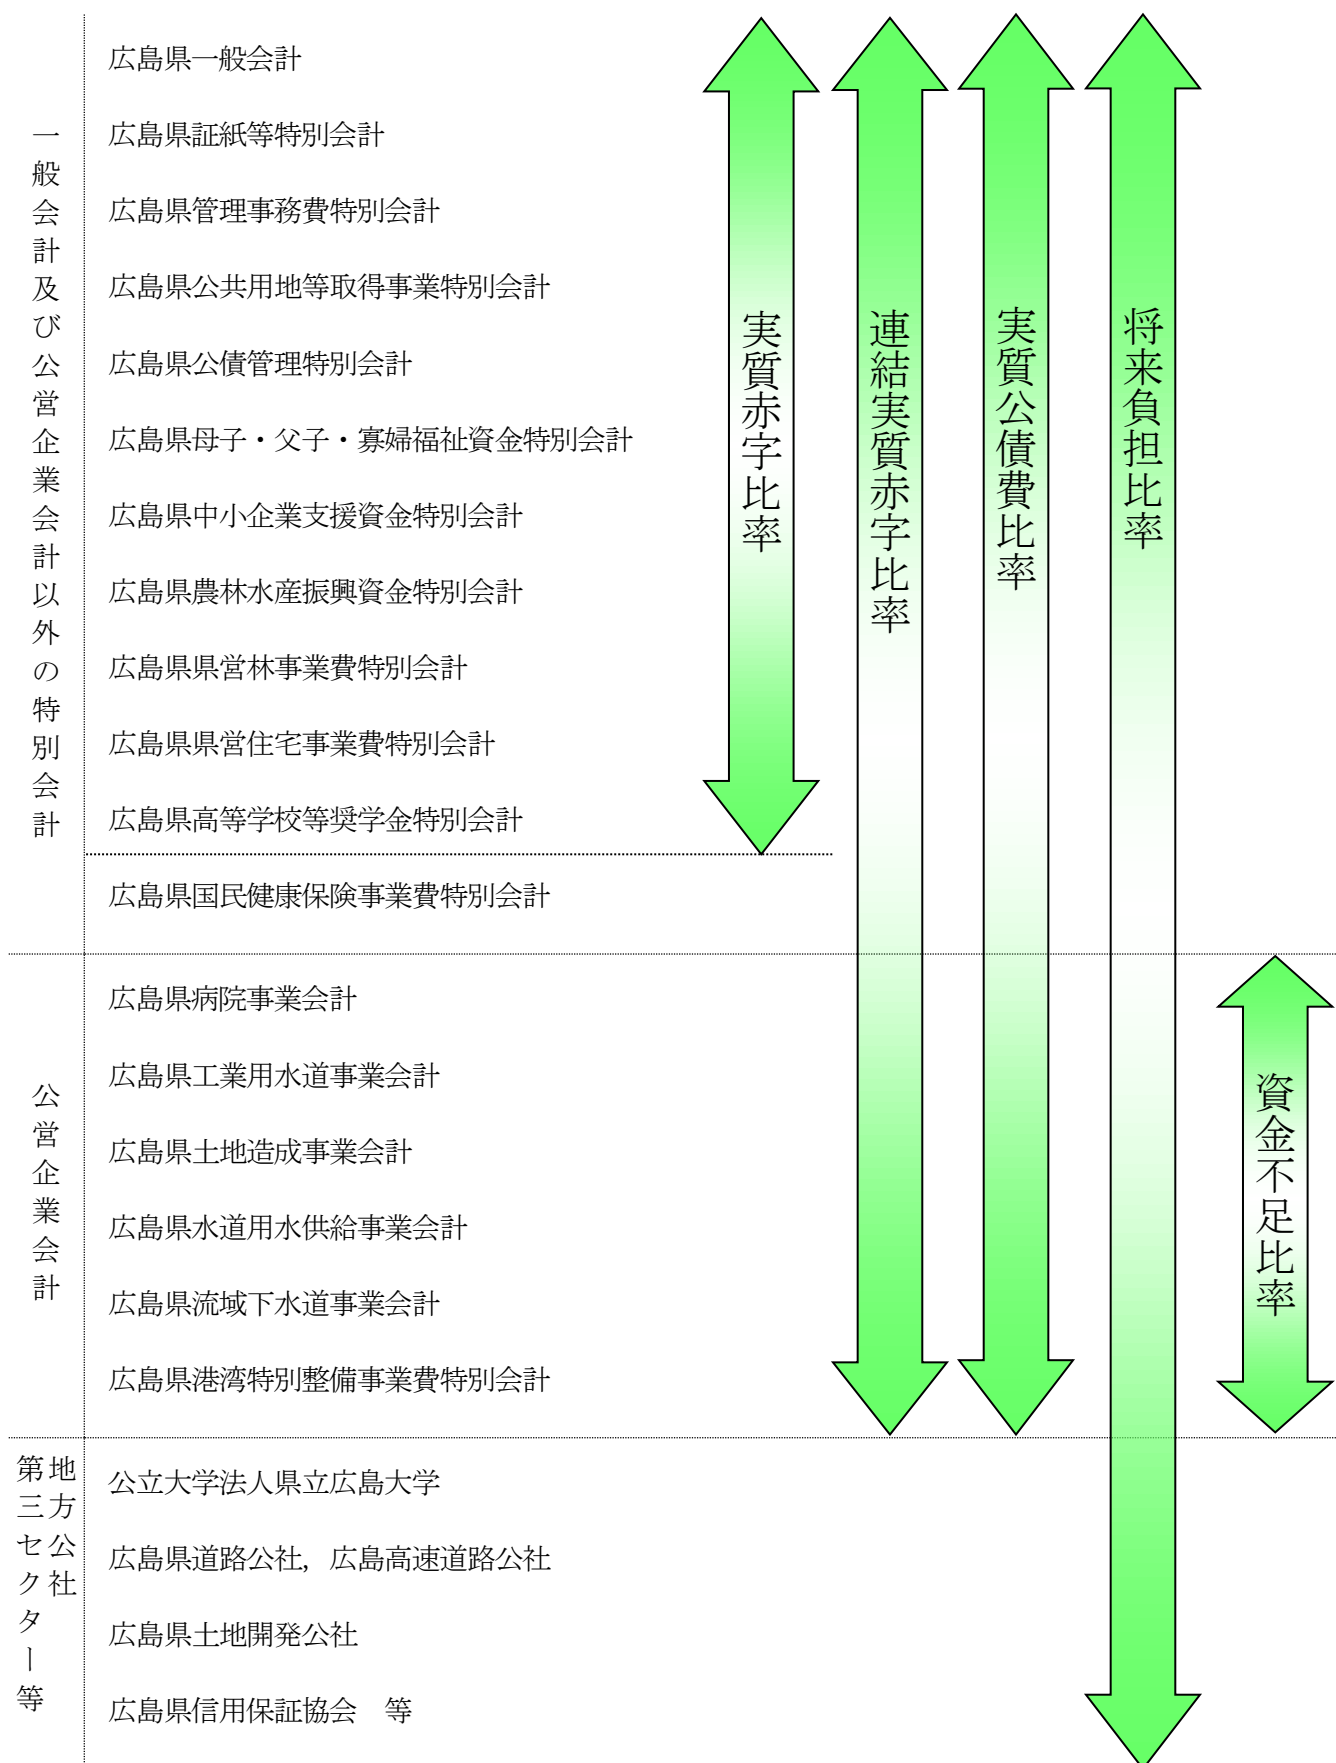 一般会計及び公営企業会計以外の特別会計
広島県一般会計
広島県証紙等特別会計
広島県管理事務費特別会計
広島県公共用地等取得事業特別会計
広島県公債管理特別会計
広島県母子・父子・寡婦福祉資金特別会計
広島県中小企業支援資金特別会計
広島県農林水産振興資金特別会計
広島県県営林事業費特別会計
広島県県営住宅事業費特別会計
広島県高等学校等奨学金特別会計
広島県国民健康保険事業費特別会計
公営企業会計
広島県病院事業会計
広島県工業用水道事業会計
広島県土地造成事業会計
広島県水道用水供給事業会計
広島県流域下水道事業会計
広島県港湾特別整備事業費特別会計
地方公社
第三セクター等
公立大学法人県立広島大学
広島県道路公社，広島高速道路公社
広島県土地開発公社
広島県信用保証協会　等
実質赤字比率
連結実質赤字比率
実質公債費比率
将来負担比率
資金不足比率